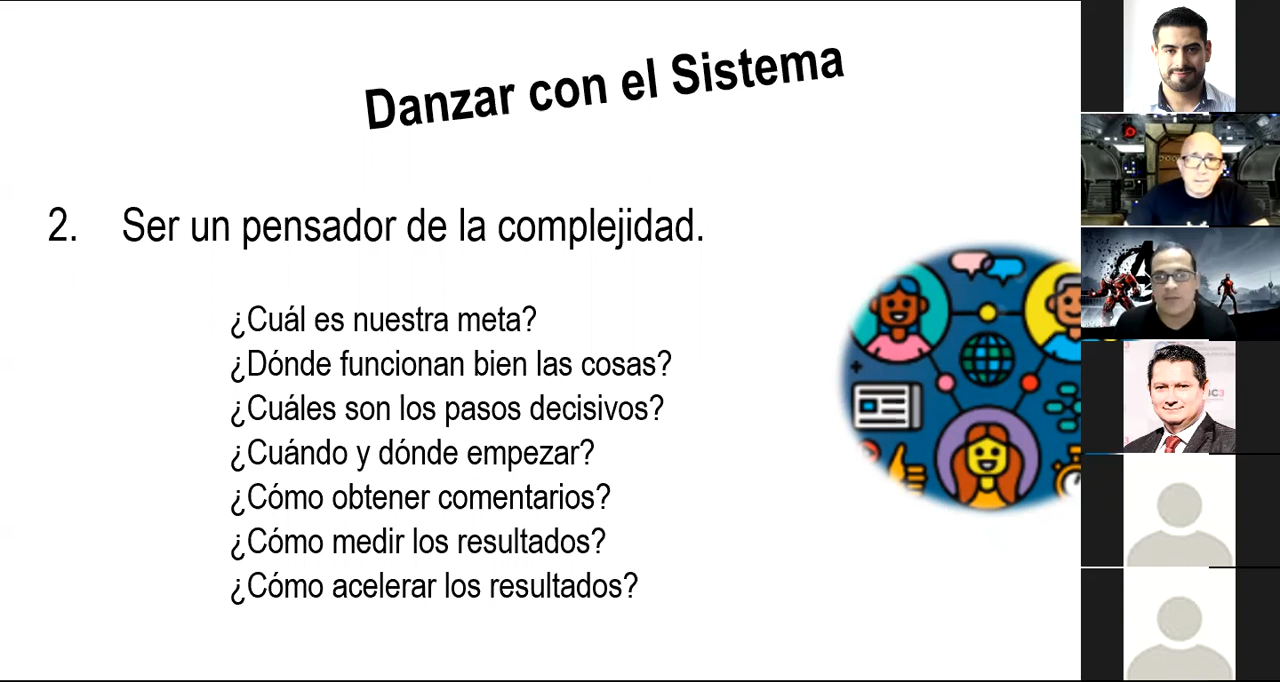 Danzar con el Sistema
2. Ser un pensador de la complejidad.
¿Cuál es nuestra meta?
¿Dónde funcionan bien las cosas?
¿Cuáles son los pasos decisivos?
¿Cuándo y dónde empezar?
¿Cómo obtener comentarios?
¿Cómo medir los resultados?
¿Cómo acelerar los resultados?